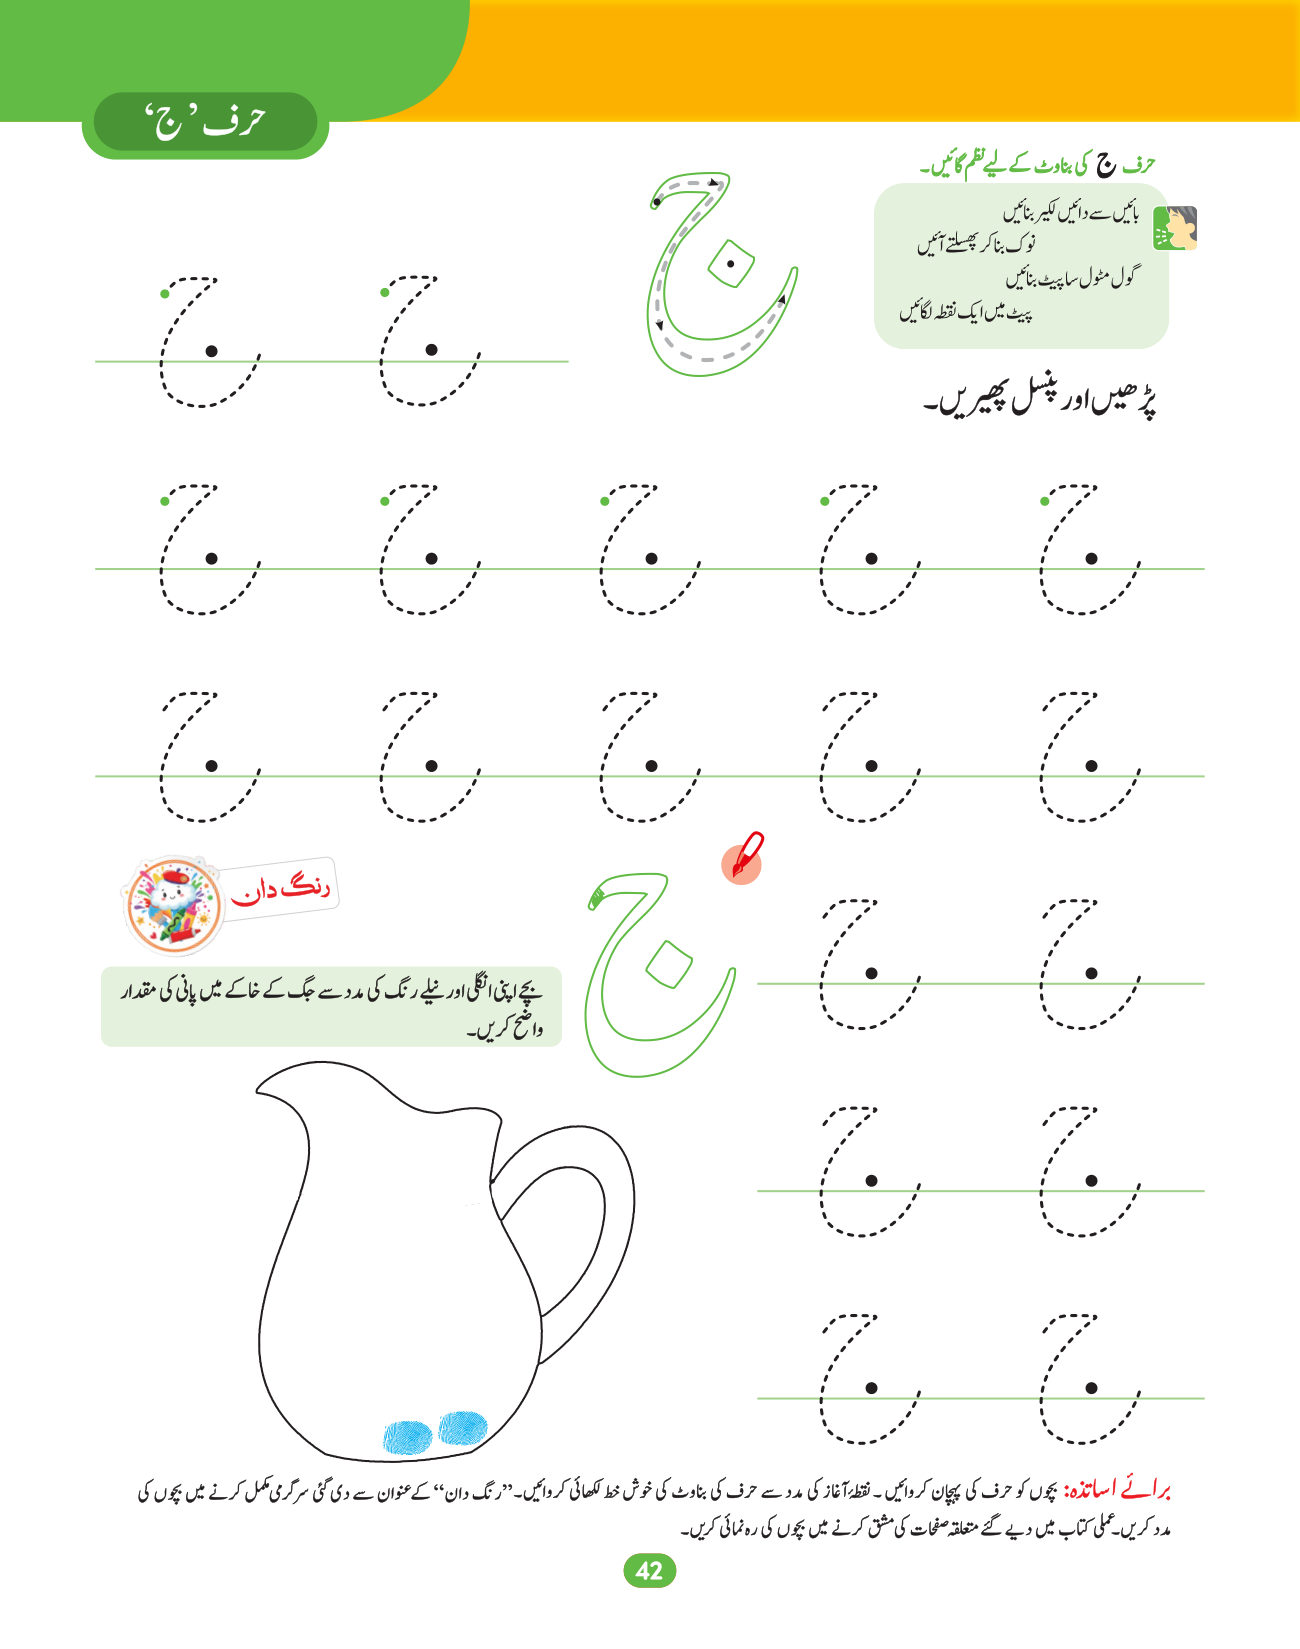 حرف ’ج‘
حرف ج کی بناوٹ کے لیے نظم گائیں۔
بائیں سے دائیں لکیر بنائیں
نوک بنا کر پھسلتے آئیں
گول مٹول سا پیٹ بنائیں
پیٹ میں ایک نقطہ لگائیں
ج
پڑھیں اور پنسل پھیریں۔
ج ج
ج ج ج ج ج
ج ج ج ج ج
ج ج
ج ج
ج ج
ج
رنگ دان
بچے اپنی انگلی اور نیلے رنگ کی مدد سے جگ کے خاکے میں پانی کی مقدار
واضح کریں۔
برائے اساتذہ: بچوں کو حرف کی پہچان کروائیں۔ نقطۂ آغاز کی مدد سے حرف کی بناوٹ کی خوش خط لکھائی کروائیں۔ ”رنگ دان“ کے عنوان سے دی گئی سرگرمی مکمل کرنے میں بچوں کی
مدد کریں۔ عملی کتاب میں دیے گئے متعلقہ صفحات کی مشق کرنے میں بچوں کی رہ نمائی کریں۔
42